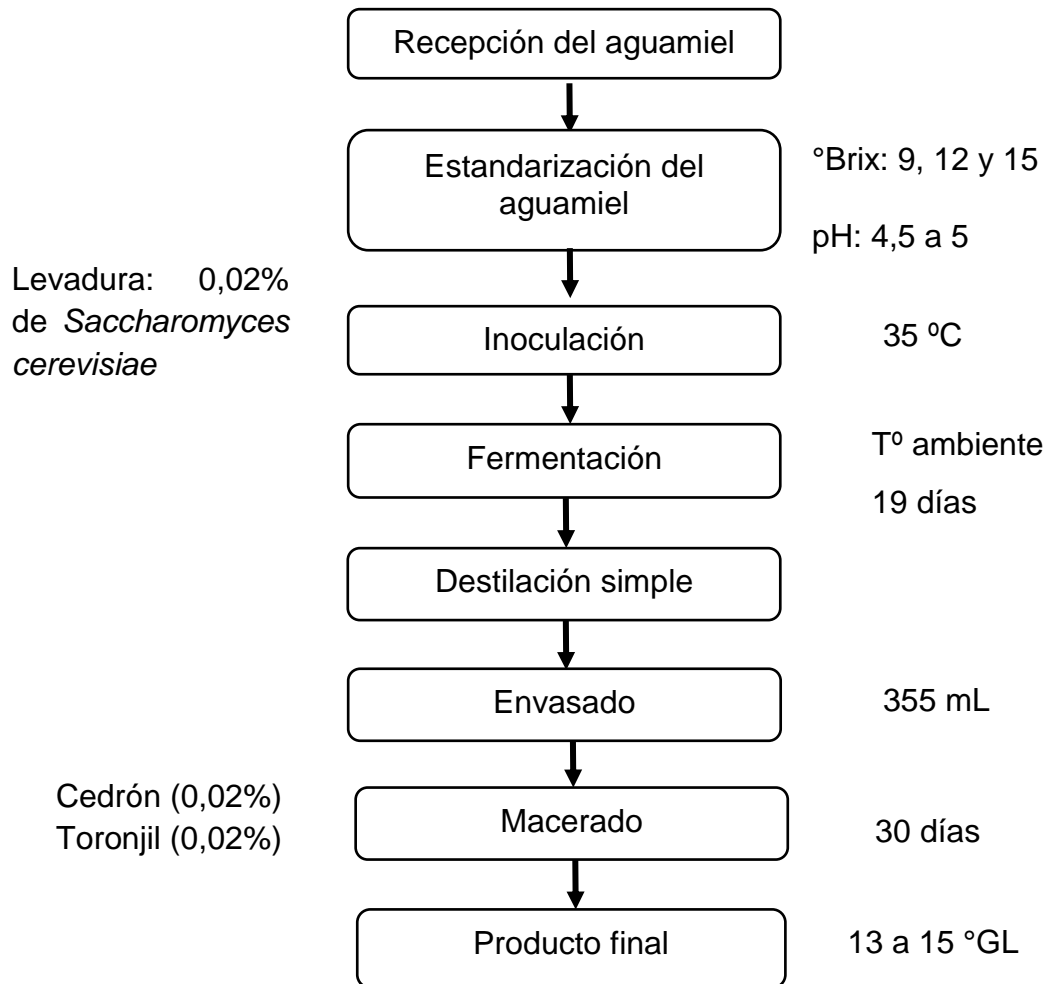 Recepción del aguamiel
Estandarización del
aguamiel
°Brix: 9, 12 y 15
pH: 4,5 a 5
Levadura: 0,02%
de Saccharomyces
cerevisiae
Inoculación
35 ºC
Fermentación
Tº ambiente
19 días
Destilación simple
Envasado
355 mL
Cedrón (0,02%)
Toronjil (0,02%)
Macerado
30 días
Producto final
13 a 15 °GL